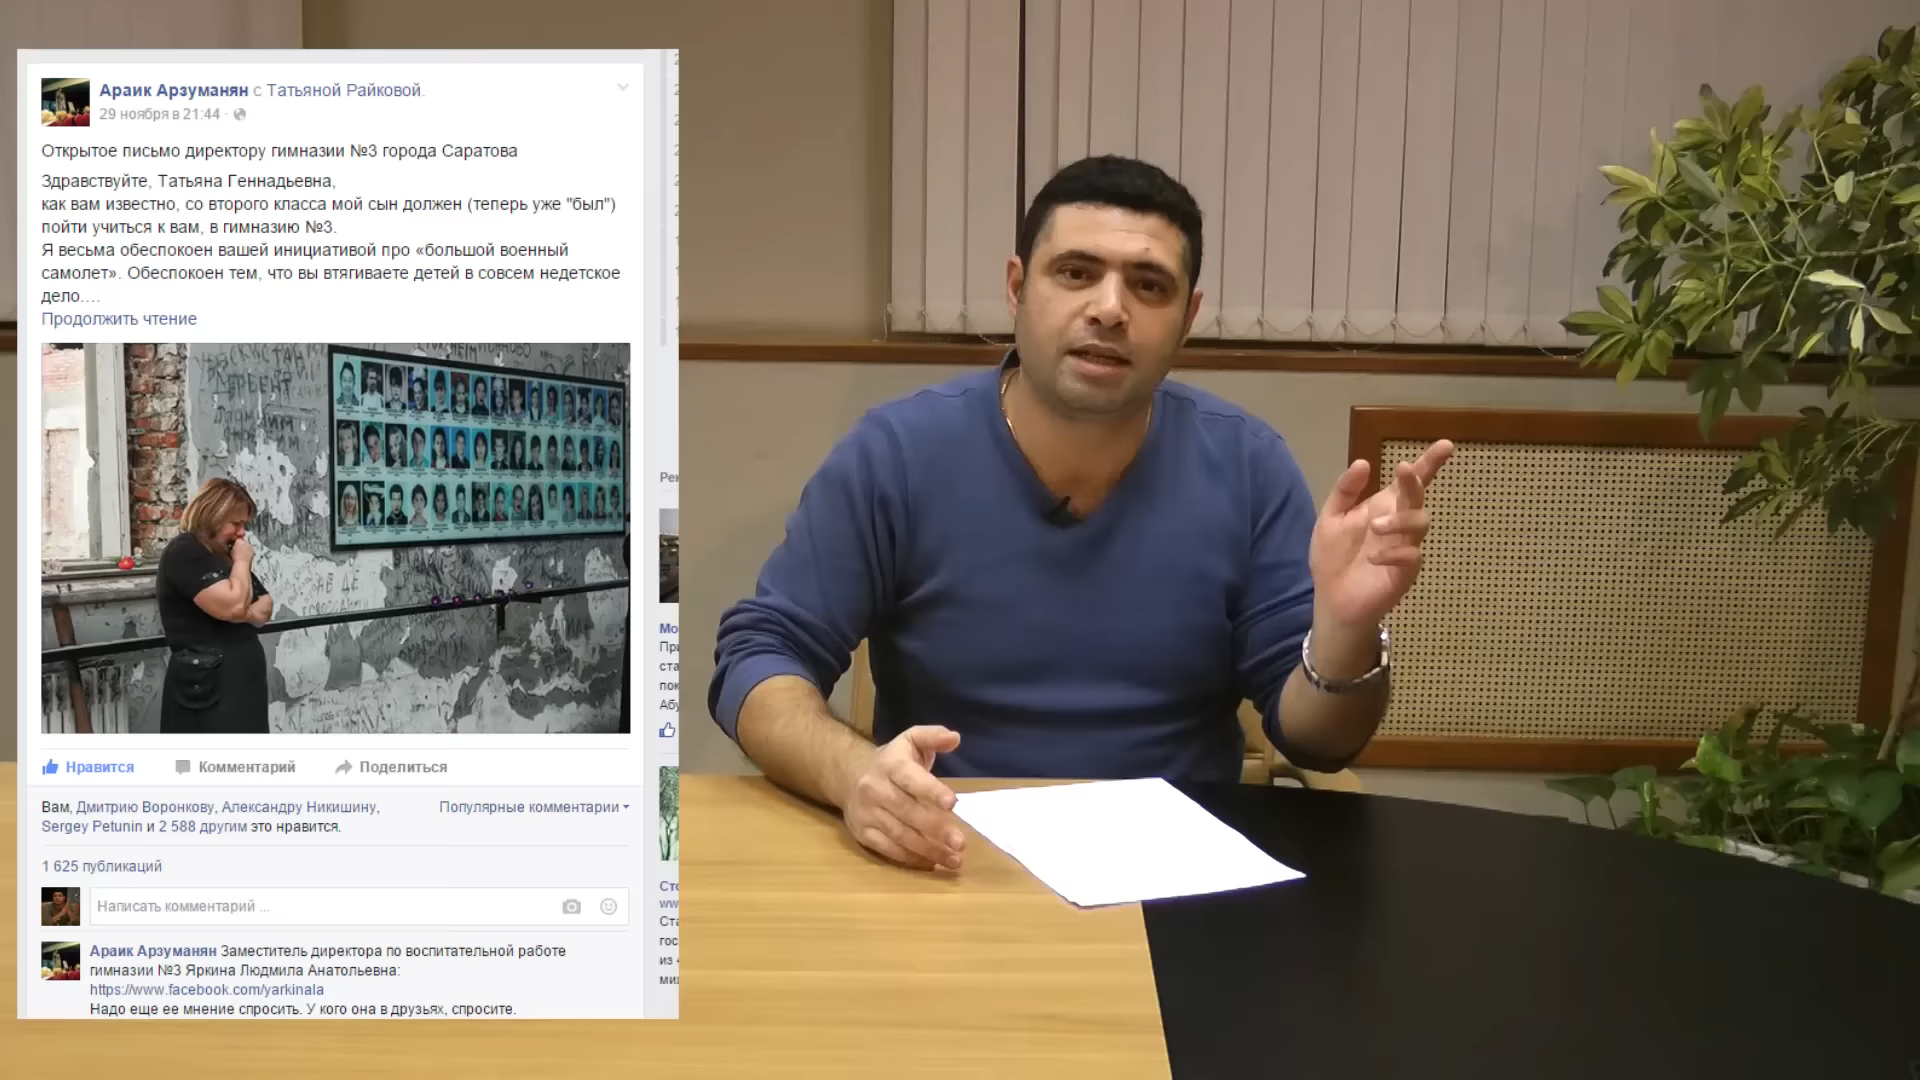 Араик Арзуманян с Татьяной Райковой.
29 ноября в 21:44 ·
Открытое письмо директору гимназии №3 города Саратова
Здравствуйте, Татьяна Геннадьевна,
как вам известно, со второго класса мой сын должен (теперь уже "был")
пойти учиться к вам, в гимназию №3.
Я весьма обеспокоен вашей инициативой про «большой военный
самолет». Обеспокоен тем, что вы втягиваете детей в совсем недетское
дело....
Продолжить чтение
Нравится Комментарий Поделиться
Вам, Дмитрию Воронкову, Александру Никишину,
Sergey Petunin и 2 588 другим это нравится.
Популярные комментарии
1 625 публикаций
Написать комментарий ...
Араик Арзуманян Заместитель директора по воспитательной работе
гимназии №3 Яркина Людмила Анатольевна:
https://www.facebook.com/yarkinala
Надо еще ее мнение спросить. У кого она в друзьях, спросите.